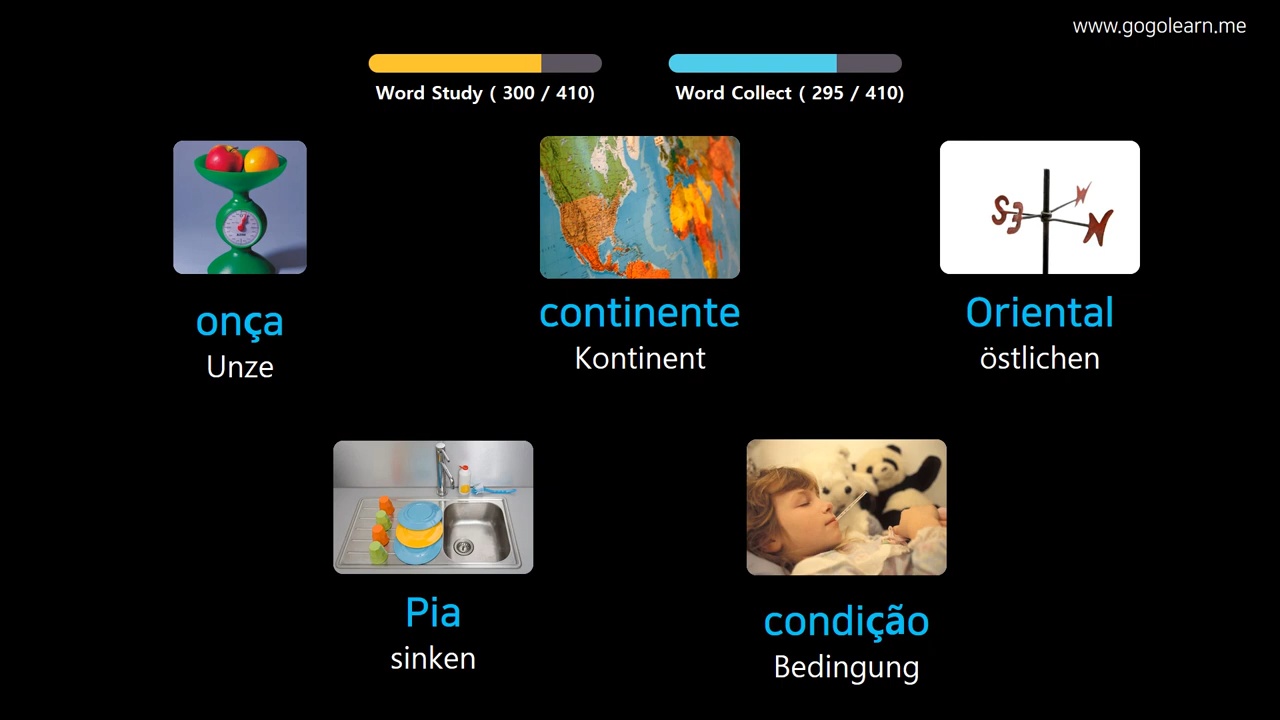 www.gogolearn.me
Word Study ( 300 / 410)
Word Collect ( 295 / 410)
onça
Unze
continente
Kontinent
Oriental
östlichen
Pia
sinken
condição
Bedingung